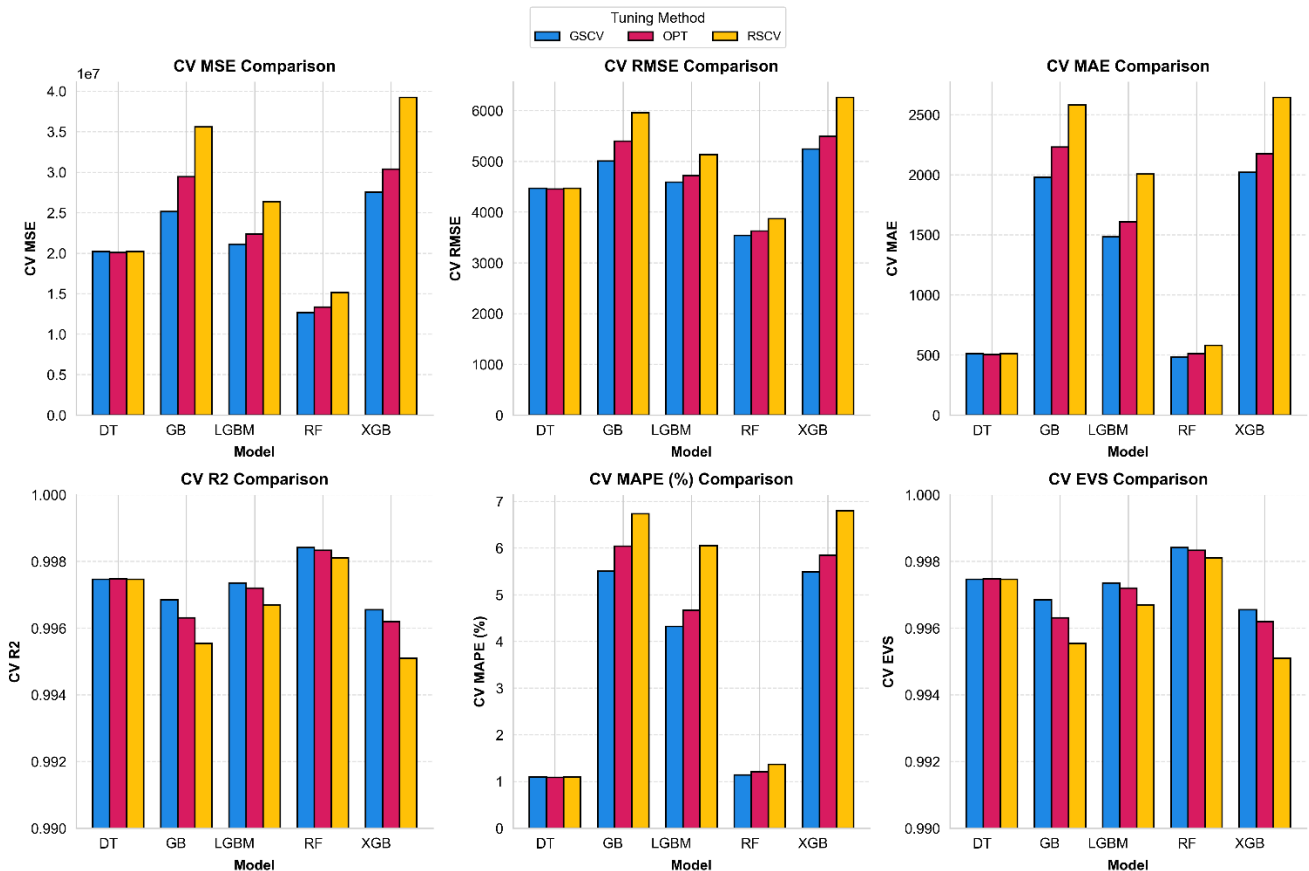 Tuning Method
GSCV OPT RSCV
CV MSE Comparison
1e7
4.0
3.5
3.0
2.5
2.0
1.5
1.0
0.5
0.0
CV MSE
DT GB LGBM RF XGB
Model
CV RMSE Comparison
6000
5000
4000
3000
2000
1000
0
CV RMSE
DT GB LGBM RF XGB
Model
CV MAE Comparison
2500
2000
1500
1000
500
0
CV MAE
DT GB LGBM RF XGB
Model
CV R2 Comparison
1.000
0.998
0.996
0.994
0.992
0.990
CV R2
DT GB LGBM RF XGB
Model
CV MAPE (%) Comparison
7
6
5
4
3
2
1
0
CV MAPE (%)
DT GB LGBM RF XGB
Model
CV EVS Comparison
1.000
0.998
0.996
0.994
0.992
0.990
CV EVS
DT GB LGBM RF XGB
Model